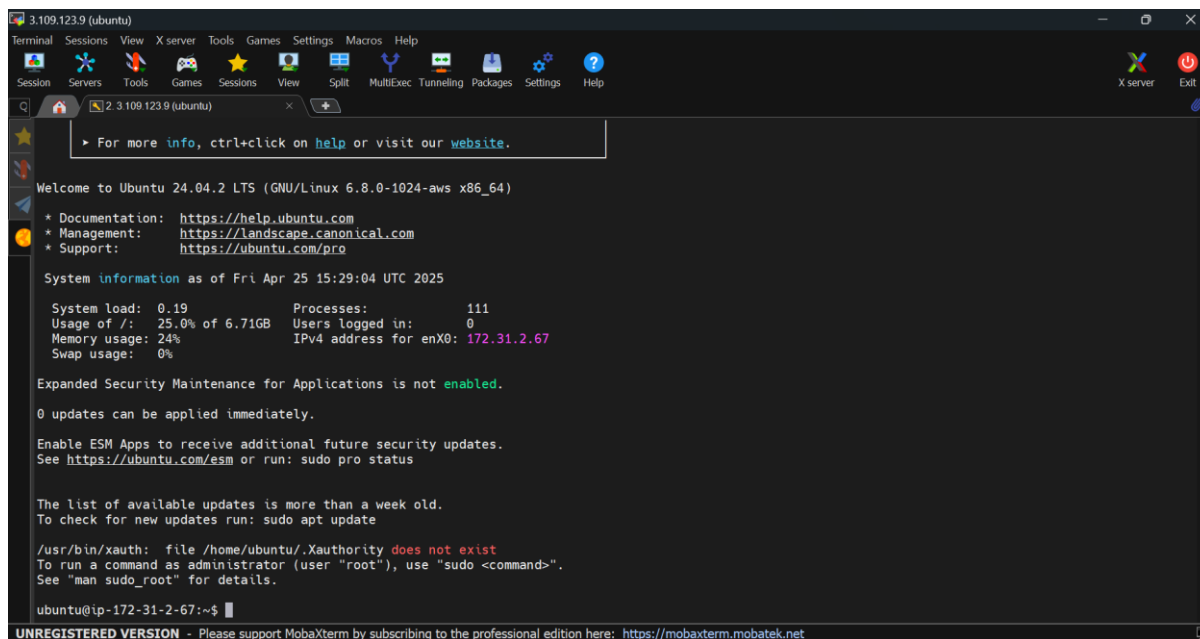 3.109.123.9 (ubuntu)
Terminal Sessions View X server Tools Games Settings Macros Help
Session Servers Tools Games Sessions View Split MultiExec Tunneling Packages Settings Help X server Exit
2. 3.109.123.9 (ubuntu)
➤ For more info, ctrl+click on help or visit our website.
Welcome to Ubuntu 24.04.2 LTS (GNU/Linux 6.8.0-1024-aws x86_64)
* Documentation: https://help.ubuntu.com
* Management: https://landscape.canonical.com
* Support: https://ubuntu.com/pro
System information as of Fri Apr 25 15:29:04 UTC 2025
System load: 0.19 Processes: 111
Usage of /: 25.0% of 6.71GB Users logged in: 0
Memory usage: 24% IPv4 address for enX0: 172.31.2.67
Swap usage: 0%
Expanded Security Maintenance for Applications is not enabled.
0 updates can be applied immediately.
Enable ESM Apps to receive additional future security updates.
See https://ubuntu.com/esm or run: sudo pro status
The list of available updates is more than a week old.
To check for new updates run: sudo apt update
/usr/bin/xauth: file /home/ubuntu/.Xauthority does not exist
To run a command as administrator (user "root"), use "sudo <command>".
See "man sudo_root" for details.
ubuntu@ip-172-31-2-67:~$
UNREGISTERED VERSION - Please support MobaXterm by subscribing to the professional edition here: https://mobaxterm.mobatek.net